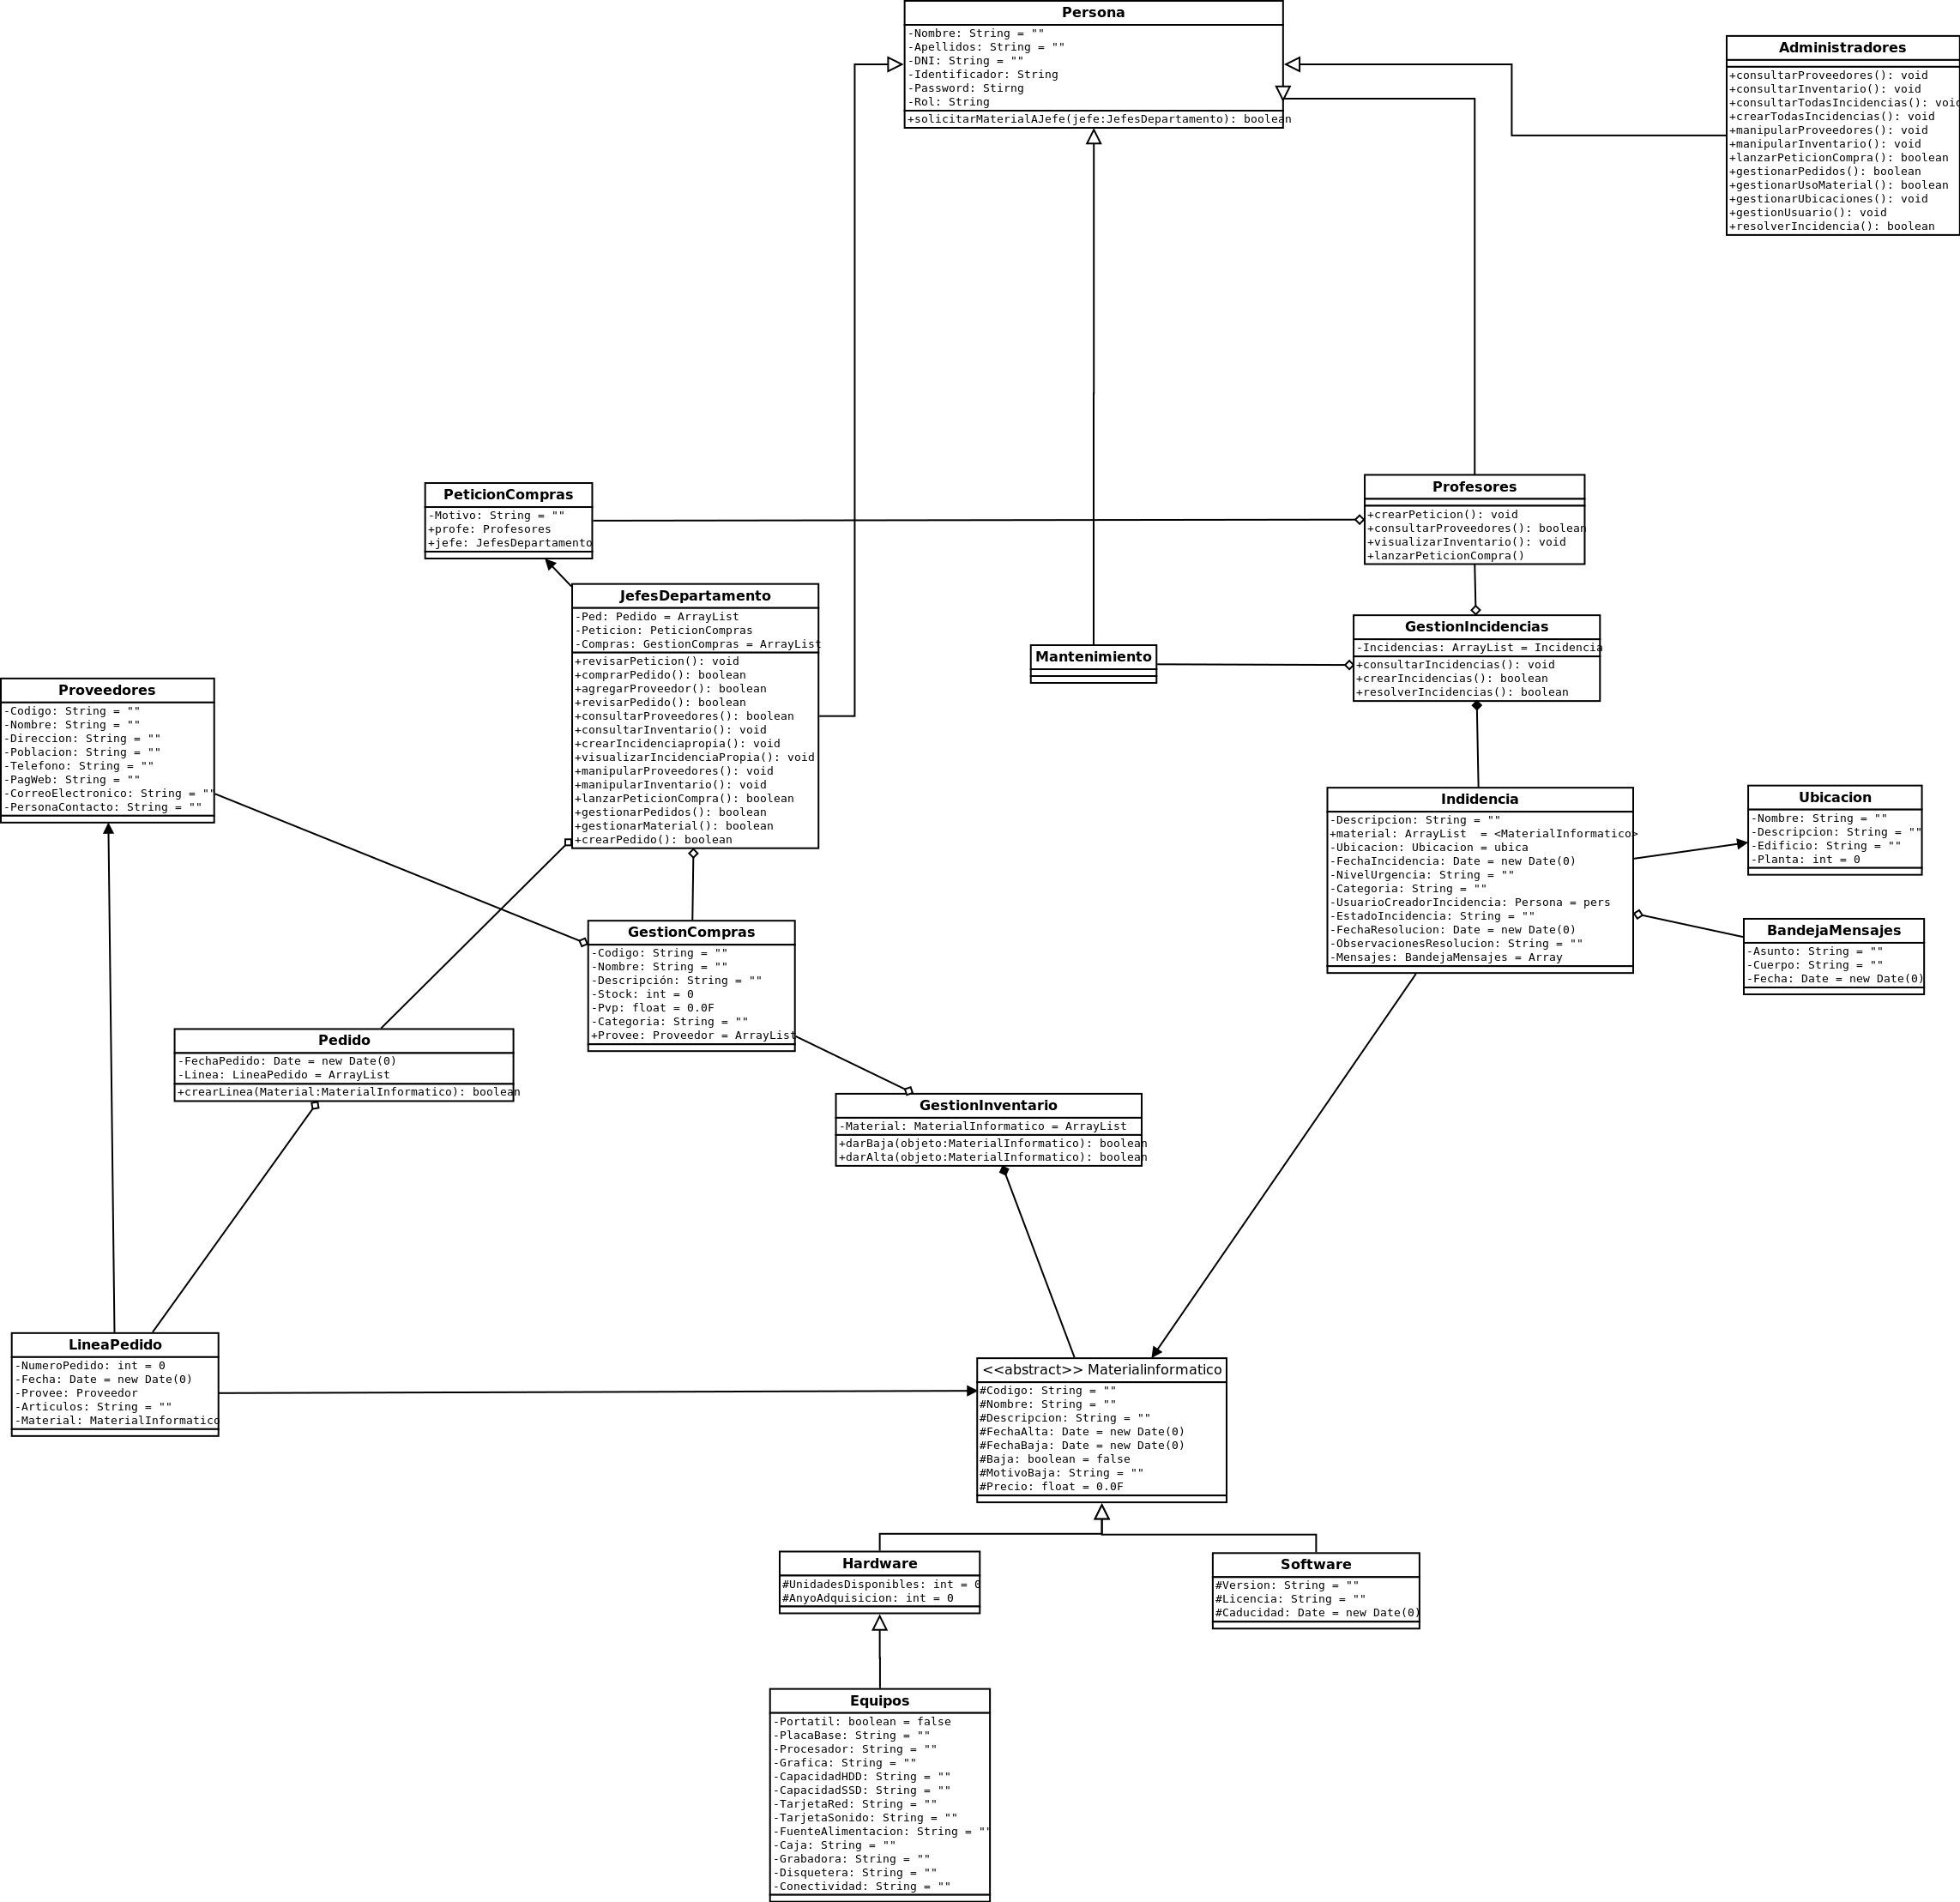 Persona
-Nombre: String = ""
-Apellidos: String = ""
-DNI: String = ""
-Identificador: String
-Password: Stirng
-Rol: String
+solicitarMaterialAJefe(jefe:JefesDepartamento): boolean
Administradores
+consultarProveedores(): void
+consultarInventario(): void
+consultarTodasIncidencias(): void
+crearTodasIncidencias(): void
+manipularProveedores(): void
+manipularInventario(): void
+lanzarPeticionCompra(): boolean
+gestionarPedidos(): boolean
+gestionarUsoMaterial(): boolean
+gestionarUbicaciones(): void
+gestionUsuario(): void
+resolverIncidencia(): boolean
PeticionCompras
-Motivo: String = ""
+profe: Profesores
+jefe: JefesDepartamento
Profesores
+crearPeticion(): void
+consultarProveedores(): boolean
+visualizarInventario(): void
+lanzarPeticionCompra()
JefesDepartamento
-Ped: Pedido = ArrayList
-Peticion: PeticionCompras
-Compras: GestionCompras = ArrayList
+revisarPeticion(): void
+comprarPedido(): boolean
+agregarProveedor(): boolean
+revisarPedido(): boolean
+consultarProveedores(): boolean
+consultarInventario(): void
+crearIncidenciapropia(): void
+visualizarIncidenciaPropia(): void
+manipularProveedores(): void
+manipularInventario(): void
+lanzarPeticionCompra(): boolean
+gestionarPedidos(): boolean
+gestionarMaterial(): boolean
+crearPedido(): boolean
Mantenimiento
GestionIncidencias
-Incidencias: ArrayList = Incidencia
+consultarIncidencias(): void
+crearIncidencias(): boolean
+resolverIncidencias(): boolean
Proveedores
-Codigo: String = ""
-Nombre: String = ""
-Direccion: String = ""
-Poblacion: String = ""
-Telefono: String = ""
-PagWeb: String = ""
-CorreoElectronico: String = ""
-PersonaContacto: String = ""
Indidencia
-Descripcion: String = ""
+material: ArrayList  = <MaterialInformatico>
-Ubicacion: Ubicacion = ubica
-FechaIncidencia: Date = new Date(0)
-NivelUrgencia: String = ""
-Categoria: String = ""
-UsuarioCreadorIncidencia: Persona = pers
-EstadoIncidencia: String = ""
-FechaResolucion: Date = new Date(0)
-ObservacionesResolucion: String = ""
-Mensajes: BandejaMensajes = Array
Ubicacion
-Nombre: String = ""
-Descripcion: String = ""
-Edificio: String = ""
-Planta: int = 0
BandejaMensajes
-Asunto: String = ""
-Cuerpo: String = ""
-Fecha: Date = new Date(0)
GestionCompras
-Codigo: String = ""
-Nombre: String = ""
-Descripción: String = ""
-Stock: int = 0
-Pvp: float = 0.0F
-Categoria: String = ""
+Provee: Proveedor = ArrayList
Pedido
-FechaPedido: Date = new Date(0)
-Linea: LineaPedido = ArrayList
+crearLinea(Material:MaterialInformatico): boolean
GestionInventario
-Material: MaterialInformatico = ArrayList
+darBaja(objeto:MaterialInformatico): boolean
+darAlta(objeto:MaterialInformatico): boolean
LineaPedido
-NumeroPedido: int = 0
-Fecha: Date = new Date(0)
-Provee: Proveedor
-Articulos: String = ""
-Material: MaterialInformatico
<<abstract>> Materialinformatico
#Codigo: String = ""
#Nombre: String = ""
#Descripcion: String = ""
#FechaAlta: Date = new Date(0)
#FechaBaja: Date = new Date(0)
#Baja: boolean = false
#MotivoBaja: String = ""
#Precio: float = 0.0F
Hardware
#UnidadesDisponibles: int = 0
#AnyoAdquisicion: int = 0
Software
#Version: String = ""
#Licencia: String = ""
#Caducidad: Date = new Date(0)
Equipos
-Portatil: boolean = false
-PlacaBase: String = ""
-Procesador: String = ""
-Grafica: String = ""
-CapacidadHDD: String = ""
-CapacidadSSD: String = ""
-TarjetaRed: String = ""
-TarjetaSonido: String = ""
-FuenteAlimentacion: String = ""
-Caja: String = ""
-Grabadora: String = ""
-Disquetera: String = ""
-Conectividad: String = ""